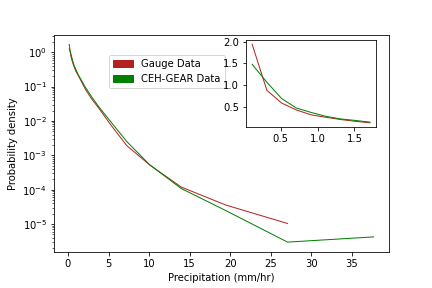 Gauge Data
CEH-GEAR Data
2.0
1.5
1.0
0.5
0.5 1.0 1.5
10⁰
10⁻¹
10⁻²
10⁻³
10⁻⁴
10⁻⁵
Probability density
0 5 10 15 20 25 30 35
Precipitation (mm/hr)